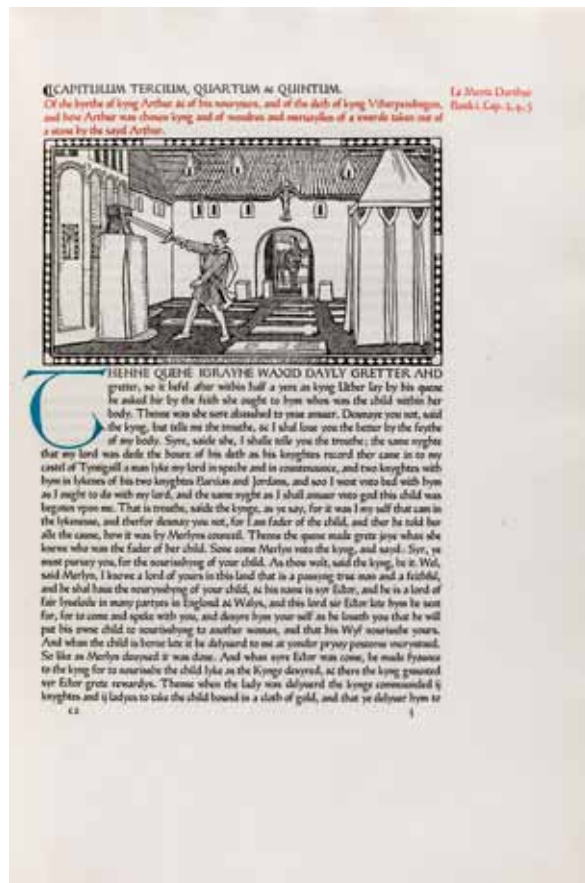 CAPITULUM TERCIUM, QUARTUM & QUINTUM.
Of the byrthe of kyng Arthur & of his nouryture, and of the deth of kyng Vtherpendragon,
and how Arthur was chosen kyng and of wondres and mervaylles of a swerde taken out of
a stone by the sayd Arthur.
Le Morte Darthur
Book i. Cap. 3, 4, 5
THENNE QUENE IGRAYNE WAXID DAYLY GRETTER AND
gretter, so it befel after within half a yere as kyng Uther lay by his quene
he asked hir by the feith she ought to hym whos was the child within her
body. Thenne was she sore abasshed to yeue ansuer. Desmaye you not, said
the kyng, but telle me the trouthe, & I shal loue you the better by the feythe
of my body. Syre, saide she, I shalle telle you the trouthe; the same nyghte
that my lord was dede the houre of his deth as his knyghtes record ther came in to my
castel of Tyntigaill a man lyke my lord in speche and in countenaunce, and two knyghtes with
hym in lykenes of his two knyghtes Barcias and Jordans, and soo I went vnto bed with hym
as I ought to do with my lord, and the same nyght as I shal ansuer vnto god this child was
begoten vpon me. That is trouthe, saide the kynge, as ye say, for it was I my self that cam in
the lykenesse, and therfor desmay you not, for I am fader of the child, and ther he told her
alle the cause, how it was by Merlyns counceil. Thenne the quene made grete joye whan she
knewe who was the fader of her child. Sone come Merlyn vnto the kyng, and sayd: Syr, ye
must puruey you, for the nourisshyng of your child. As thou wolt, said the kyng, be it. Wel,
said Merlyn, I knowe a lord of yours in this land that is a passyng true man and a feithful,
and he shal haue the nourysshyng of your child, & his name is syr Ector, and he is a lord of
fair lyuelode in many partyes in Englond & Walys, and this lord sir Ector lete hym be sent
for, for to come and speke with you, and desyre hym your self as he loueth you that he will
put his owne child to nourisshyng to another woman, and that his Wyf nourisshe yours.
And whan the child is borne lete it be delyuerd to me at yonder pryuy posterne vncrystned.
So like as Merlyn deuysed it was done. And whan syre Ector was come, he made fyaunce
to the kyng for to nourisshe the child lyke as the Kynge desyred, & there the kyng graunted
syr Ector grete rewardys. Thenne when the lady was delyuerd the kynge commaunded ij
knyghtes and ij ladyes to take the child bound in a cloth of gold, and that ye delyuer hym to